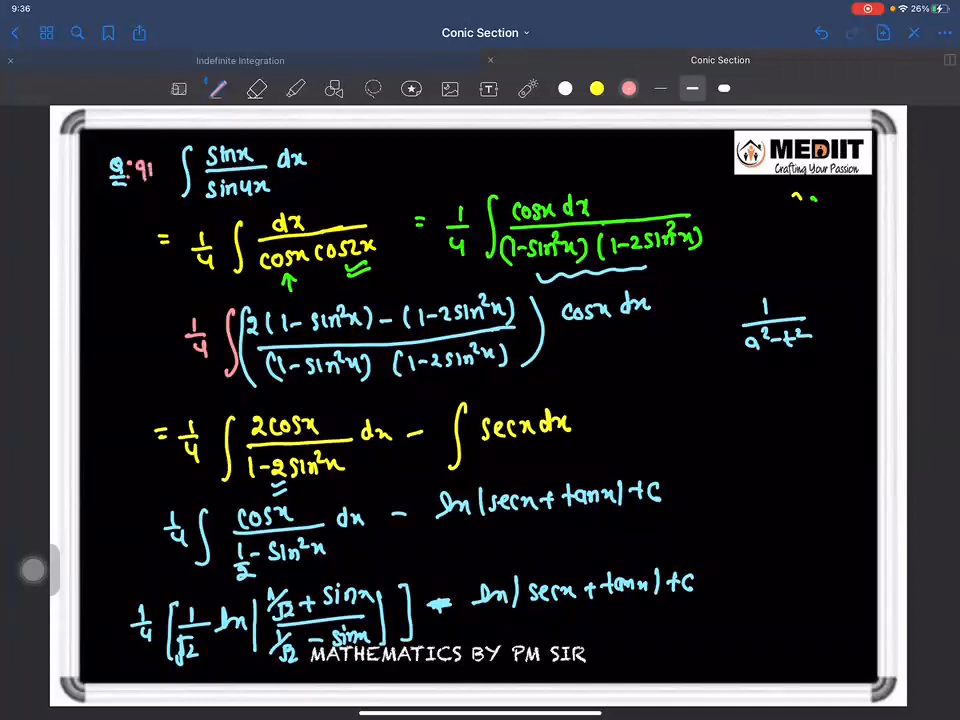 9:36
26%
Conic Section
Indefinite Integration
Conic Section
MEDIIT
Crafting Your Passion
Q.91 ∫ sinx/sin4x dx
= 1/4 ∫ dx/(cosx cos2x) = 1/4 ∫ cosx dx/((1-sin²x)(1-2sin²x))
1/4 ∫ ((2(1-sin²x)-(1-2sin²x))/((1-sin²x)(1-2sin²x))) cosx dx
1/(a²-t²)
= 1/4 ∫ 2cosx/(1-2sin²x) dx - ∫ secx dx
1/4 ∫ cosx/(1/2-sin²x) dx - ln|secx+tanx|+c
1/4 [1/√2 ln|(1/√2+sinx)/(1/√2-sinx)|] - ln|secx+tanx|+c
MATHEMATICS BY PM SIR